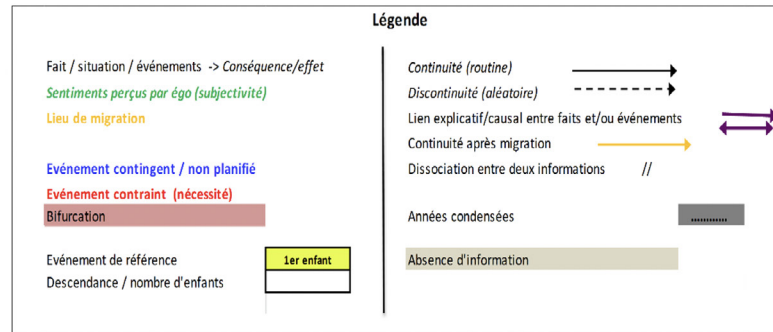 Légende
Fait / situation / événements -> Conséquence/effet
Sentiments perçus par égo (subjectivité)
Lieu de migration
Evénement contingent / non planifié
Evénement contraint (nécessité)
Bifurcation
Evénement de référence
1er enfant
Descendance / nombre d'enfants
Continuité (routine)
Discontinuité (aléatoire)
Lien explicatif/causal entre faits et/ou événements
Continuité après migration
Dissociation entre deux informations //
Années condensées
............
Absence d'information